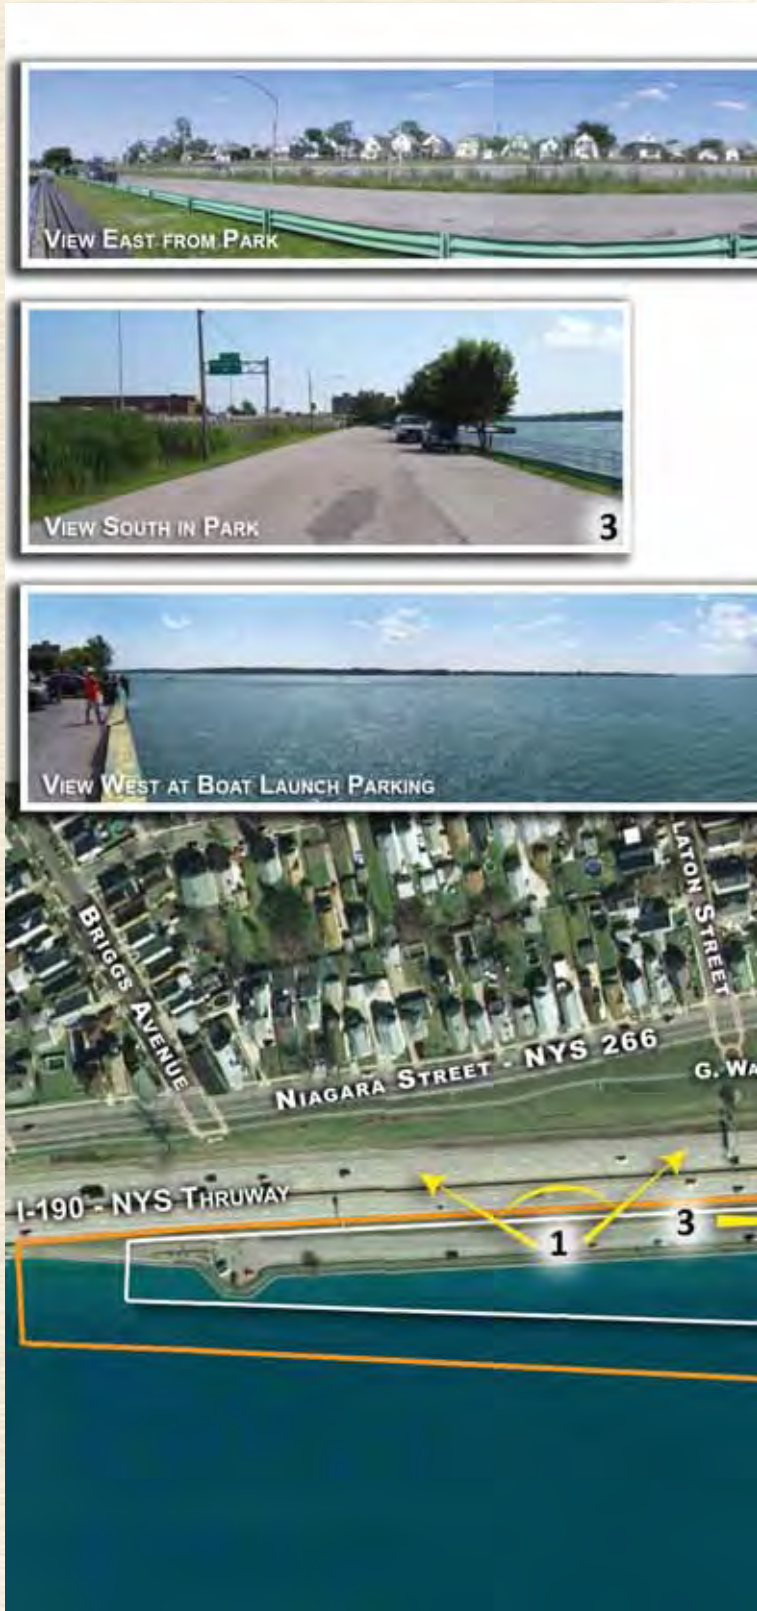 View East from Park
View South in Park
3
View West at Boat Launch Parking
Briggs Avenue
Laton Street
Niagara Street - NYS 266
G. Wa
I-190 - NYS Thruway
1
3